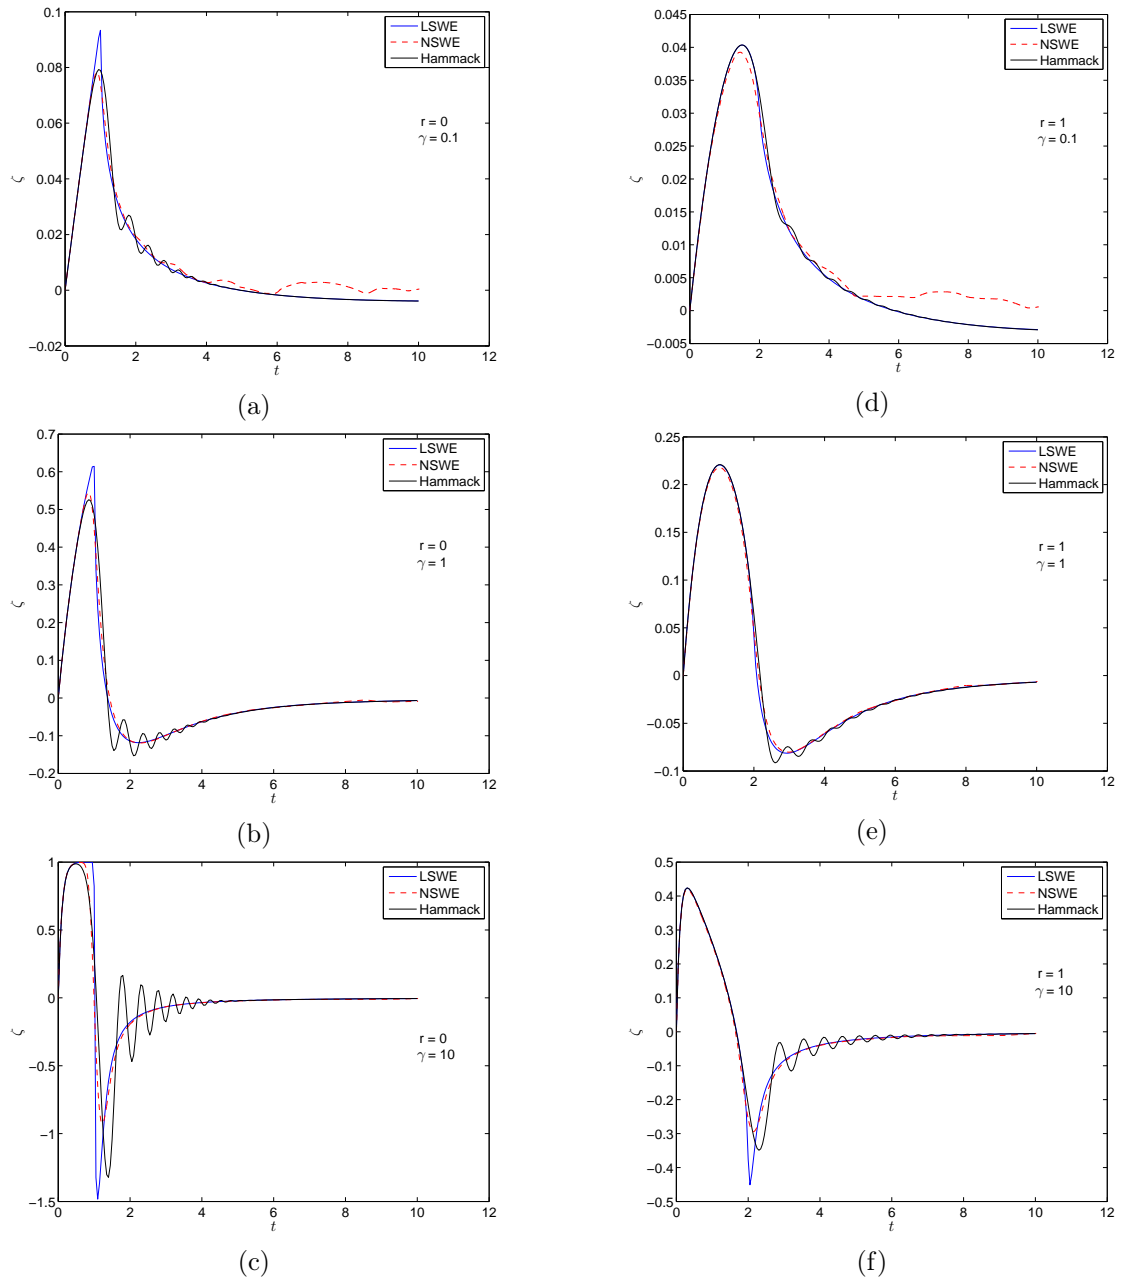 0.1
0.08
0.06
0.04
0.02
0
−0.02
ζ
0 2 4 6 8 10 12
t
LSWE
NSWE
Hammack
r = 0
γ = 0.1
(a)
0.045
0.04
0.035
0.03
0.025
0.02
0.015
0.01
0.005
0
−0.005
ζ
0 2 4 6 8 10 12
t
LSWE
NSWE
Hammack
r = 1
γ = 0.1
(d)
0.7
0.6
0.5
0.4
0.3
0.2
0.1
0
−0.1
−0.2
ζ
0 2 4 6 8 10 12
t
LSWE
NSWE
Hammack
r = 0
γ = 1
(b)
0.25
0.2
0.15
0.1
0.05
0
−0.05
−0.1
ζ
0 2 4 6 8 10 12
t
LSWE
NSWE
Hammack
r = 1
γ = 1
(e)
1
0.5
0
−0.5
−1
−1.5
ζ
0 2 4 6 8 10 12
t
LSWE
NSWE
Hammack
r = 0
γ = 10
(c)
0.5
0.4
0.3
0.2
0.1
0
−0.1
−0.2
−0.3
−0.4
−0.5
ζ
0 2 4 6 8 10 12
t
LSWE
NSWE
Hammack
r = 1
γ = 10
(f)